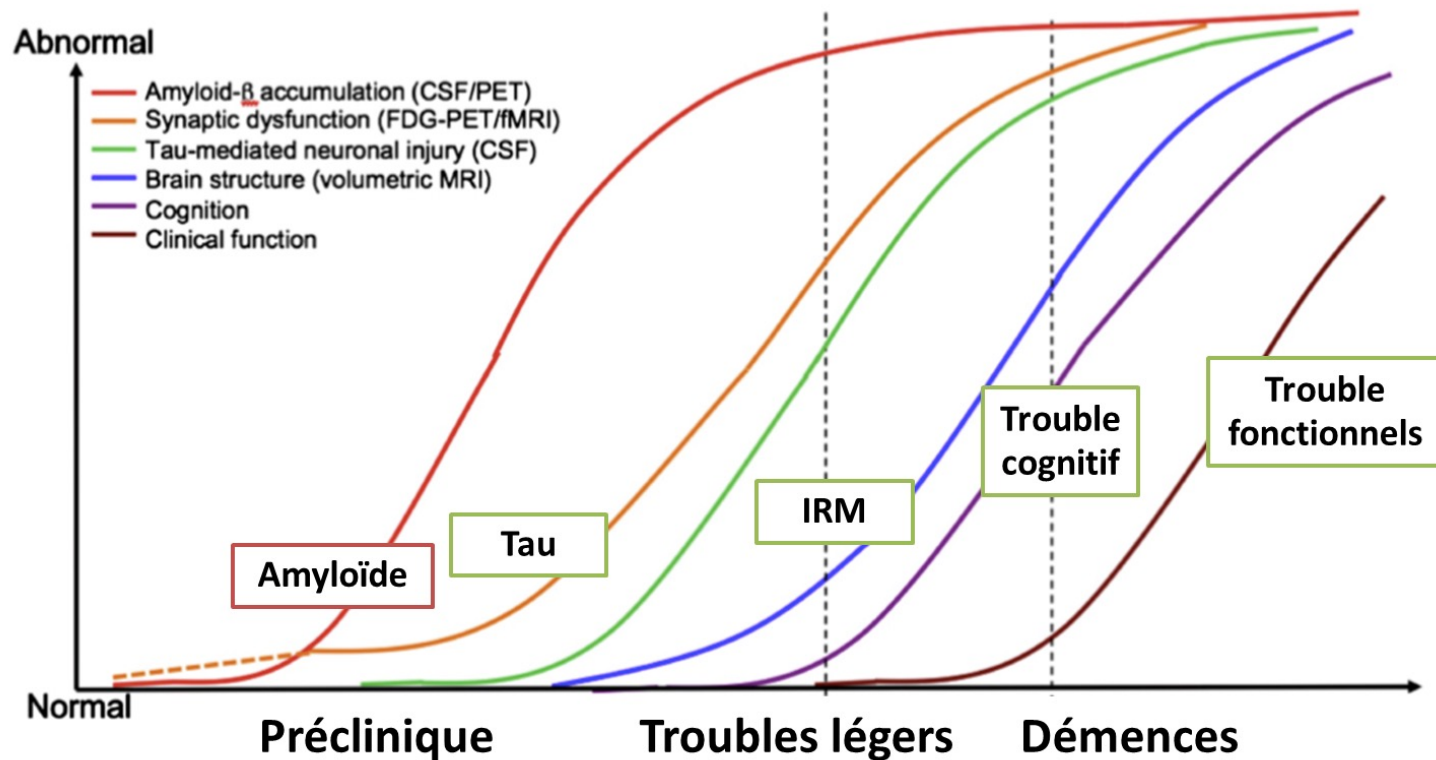 Abnormal
Amyloid-β accumulation (CSF/PET)
Synaptic dysfunction (FDG-PET/fMRI)
Tau-mediated neuronal injury (CSF)
Brain structure (volumetric MRI)
Cognition
Clinical function
Trouble
fonctionnels
Trouble
cognitif
IRM
Tau
Amyloïde
Normal
Préclinique
Troubles légers
Démences